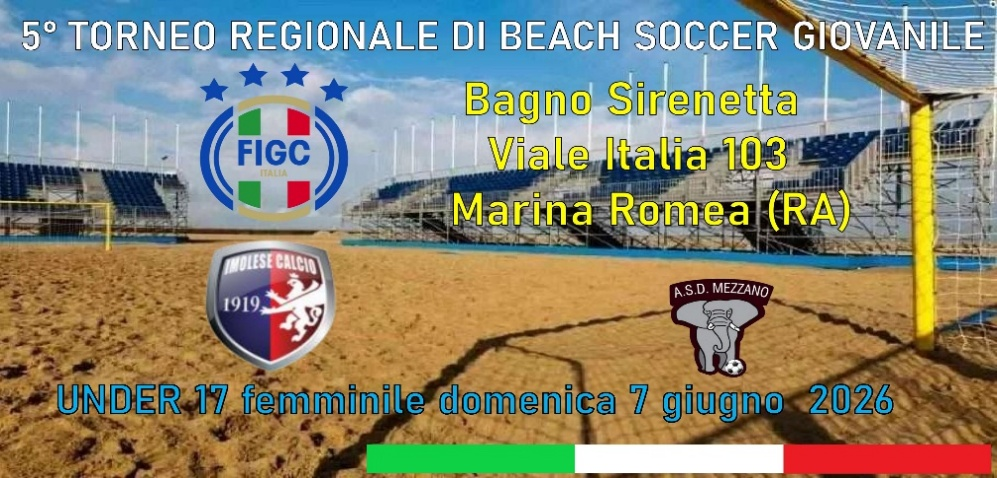 5° TORNEO REGIONALE DI BEACH SOCCER GIOVANILE
Bagno Sirenetta
Viale Italia 103
Marina Romea (RA)
FIGC
ITALIA
IMOLESE CALCIO
1919
A.S.D. MEZZANO
UNDER 17 femminile domenica 7 giugno 2026